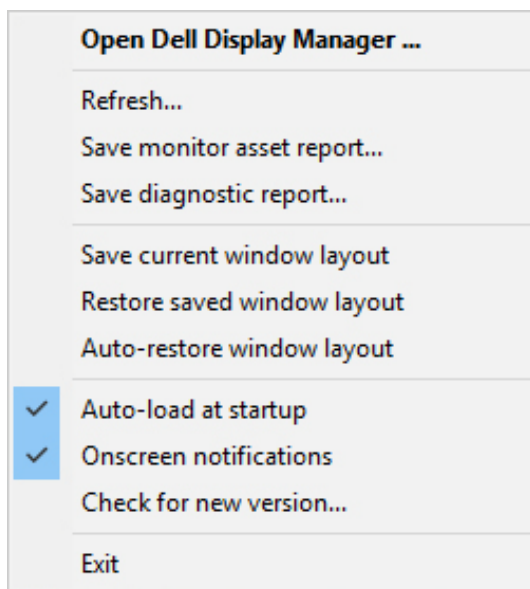 Open Dell Display Manager ...
Refresh...
Save monitor asset report...
Save diagnostic report...
Save current window layout
Restore saved window layout
Auto-restore window layout
Auto-load at startup
Onscreen notifications
Check for new version...
Exit